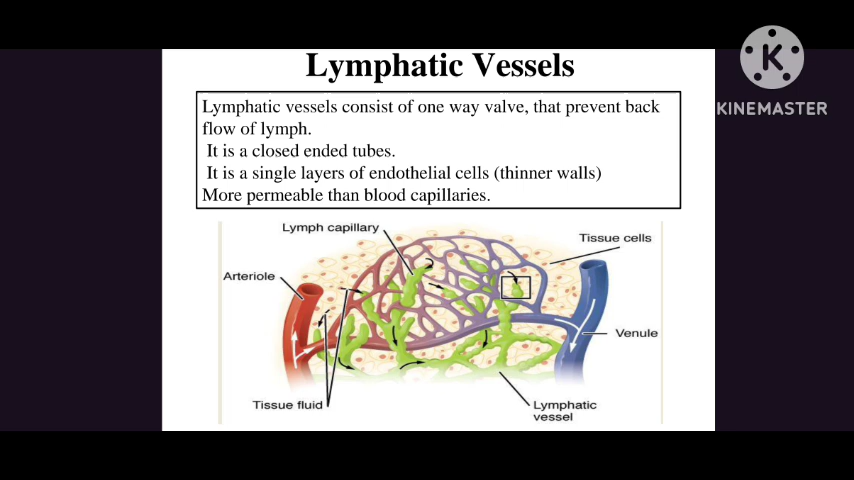 Lymphatic Vessels
KINEMASTER
Lymphatic vessels consist of one way valve, that prevent back
flow of lymph.
It is a closed ended tubes.
It is a single layers of endothelial cells (thinner walls)
More permeable than blood capillaries.
Lymph capillary
Tissue cells
Arteriole
Venule
Tissue fluid
Lymphatic
vessel